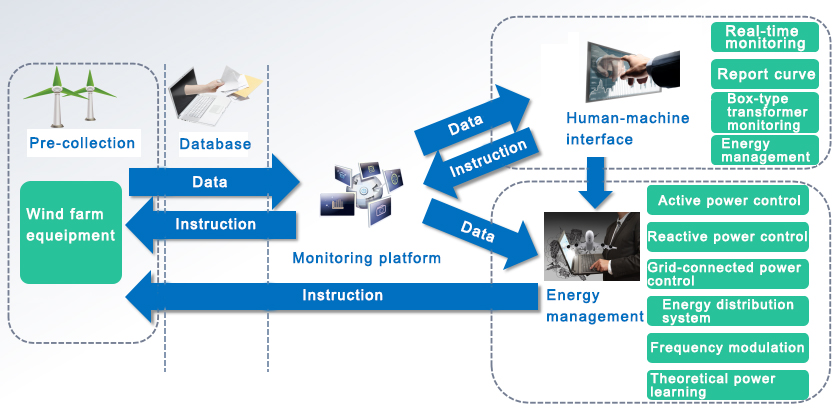 Pre-collection
Wind farm
equeipment
Database
Data
Instruction
Instruction
Monitoring platform
Data
Instruction
Data
Human-machine
interface
Real-time
monitoring
Report curve
Box-type
transformer
monitoring
Energy
management
Energy
management
Active power control
Reactive power control
Grid-connected power
control
Energy distribution
system
Frequency modulation
Theoretical power
learning